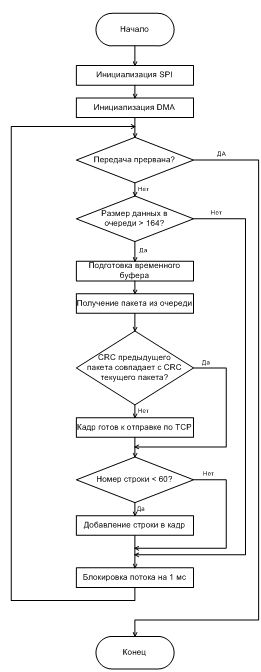 Начало
Инициализация SPI
Инициализация DMA
Передача прервана?
ДА
Нет
Размер данных в
очереди > 164?
Нет
Да
Подготовка временного
буфера
Получение пакета из очереди
CRC предыдущего
пакета совпадает с CRC
текущего пакета?
Да
Нет
Кадр готов к отправке по TCP
Номер строки < 60?
Нет
Да
Добавление строки в кадр
Блокировка потока на 1 мс
Конец